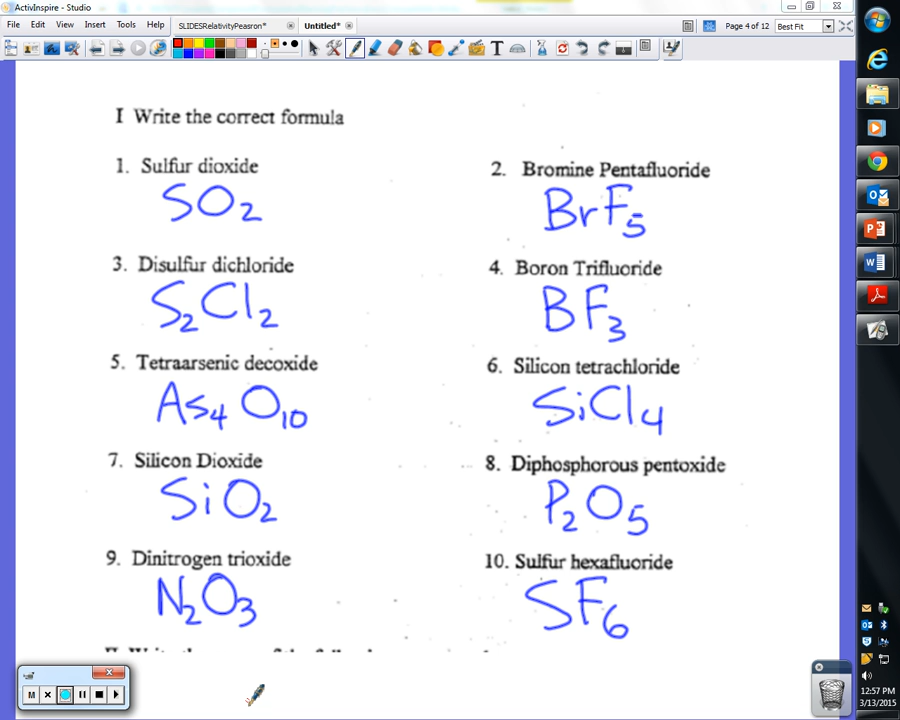 ActivInspire - Studio
File Edit View Insert Tools Help
SLIDESRelativityPeasron*
Untitled*
Page 4 of 12
Best Fit
I Write the correct formula
1. Sulfur dioxide
SO2
2. Bromine Pentafluoride
BrF5
3. Disulfur dichloride
S2Cl2
4. Boron Trifluoride
BF3
5. Tetraarsenic decoxide
As4O10
6. Silicon tetrachloride
SiCl4
7. Silicon Dioxide
SiO2
8. Diphosphorous pentoxide
P2O5
9. Dinitrogen trioxide
N2O3
10. Sulfur hexafluoride
SF6
12:57 PM
3/13/2015